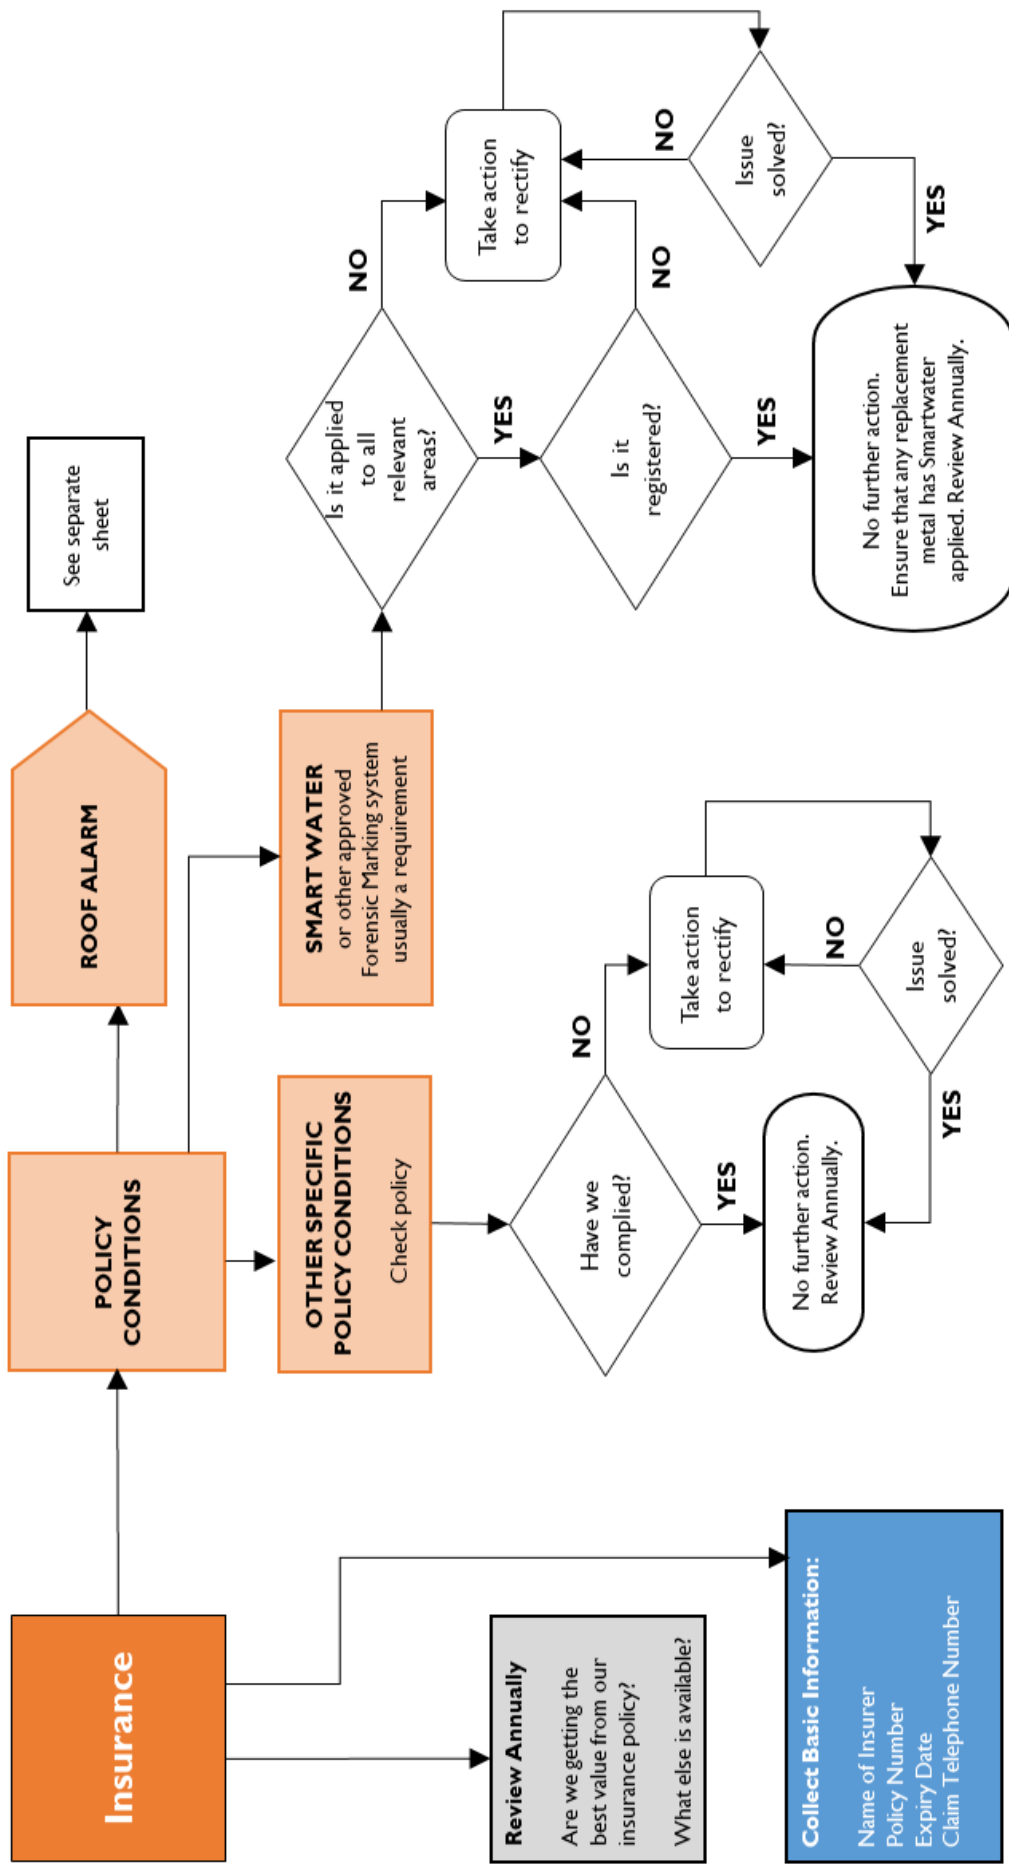 Insurance
POLICY
CONDITIONS
ROOF ALARM
See separate
sheet
OTHER SPECIFIC
POLICY CONDITIONS
Check policy
SMART WATER
or other approved
Forensic Marking system
usually a requirement
Is it applied
to all
relevant
areas?
NO
YES
Take action
to rectify
Is it
registered?
NO
YES
NO
Issue
solved?
YES
No further action.
Ensure that any replacement
metal has Smartwater
applied. Review Annually.
Have we
complied?
NO
YES
Take action
to rectify
NO
Issue
solved?
YES
No further action.
Review Annually.
Review Annually
Are we getting the
best value from our
insurance policy?
What else is available?
Collect Basic Information:
Name of Insurer
Policy Number
Expiry Date
Claim Telephone Number